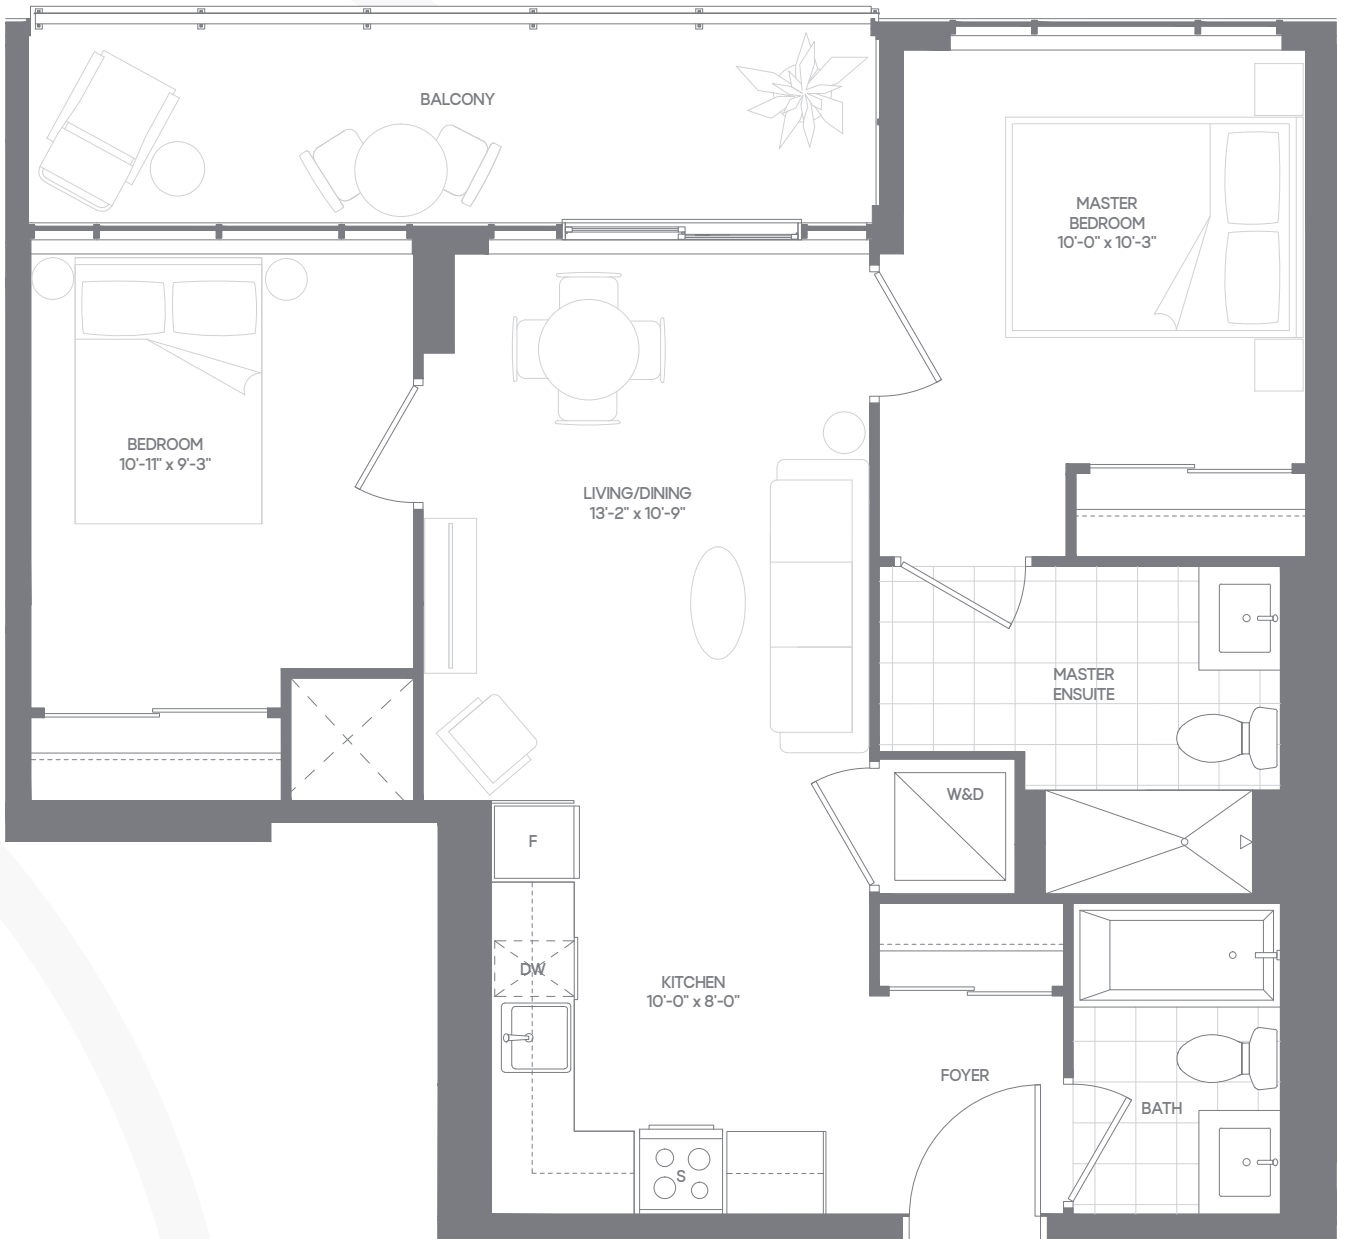 BALCONY
MASTER
BEDROOM
10'-0" x 10'-3"
BEDROOM
10'-11" x 9'-3"
LIVING/DINING
13'-2" x 10'-9"
MASTER
ENSUITE
W&D
F
DW
KITCHEN
10'-0" x 8'-0"
FOYER
BATH
S